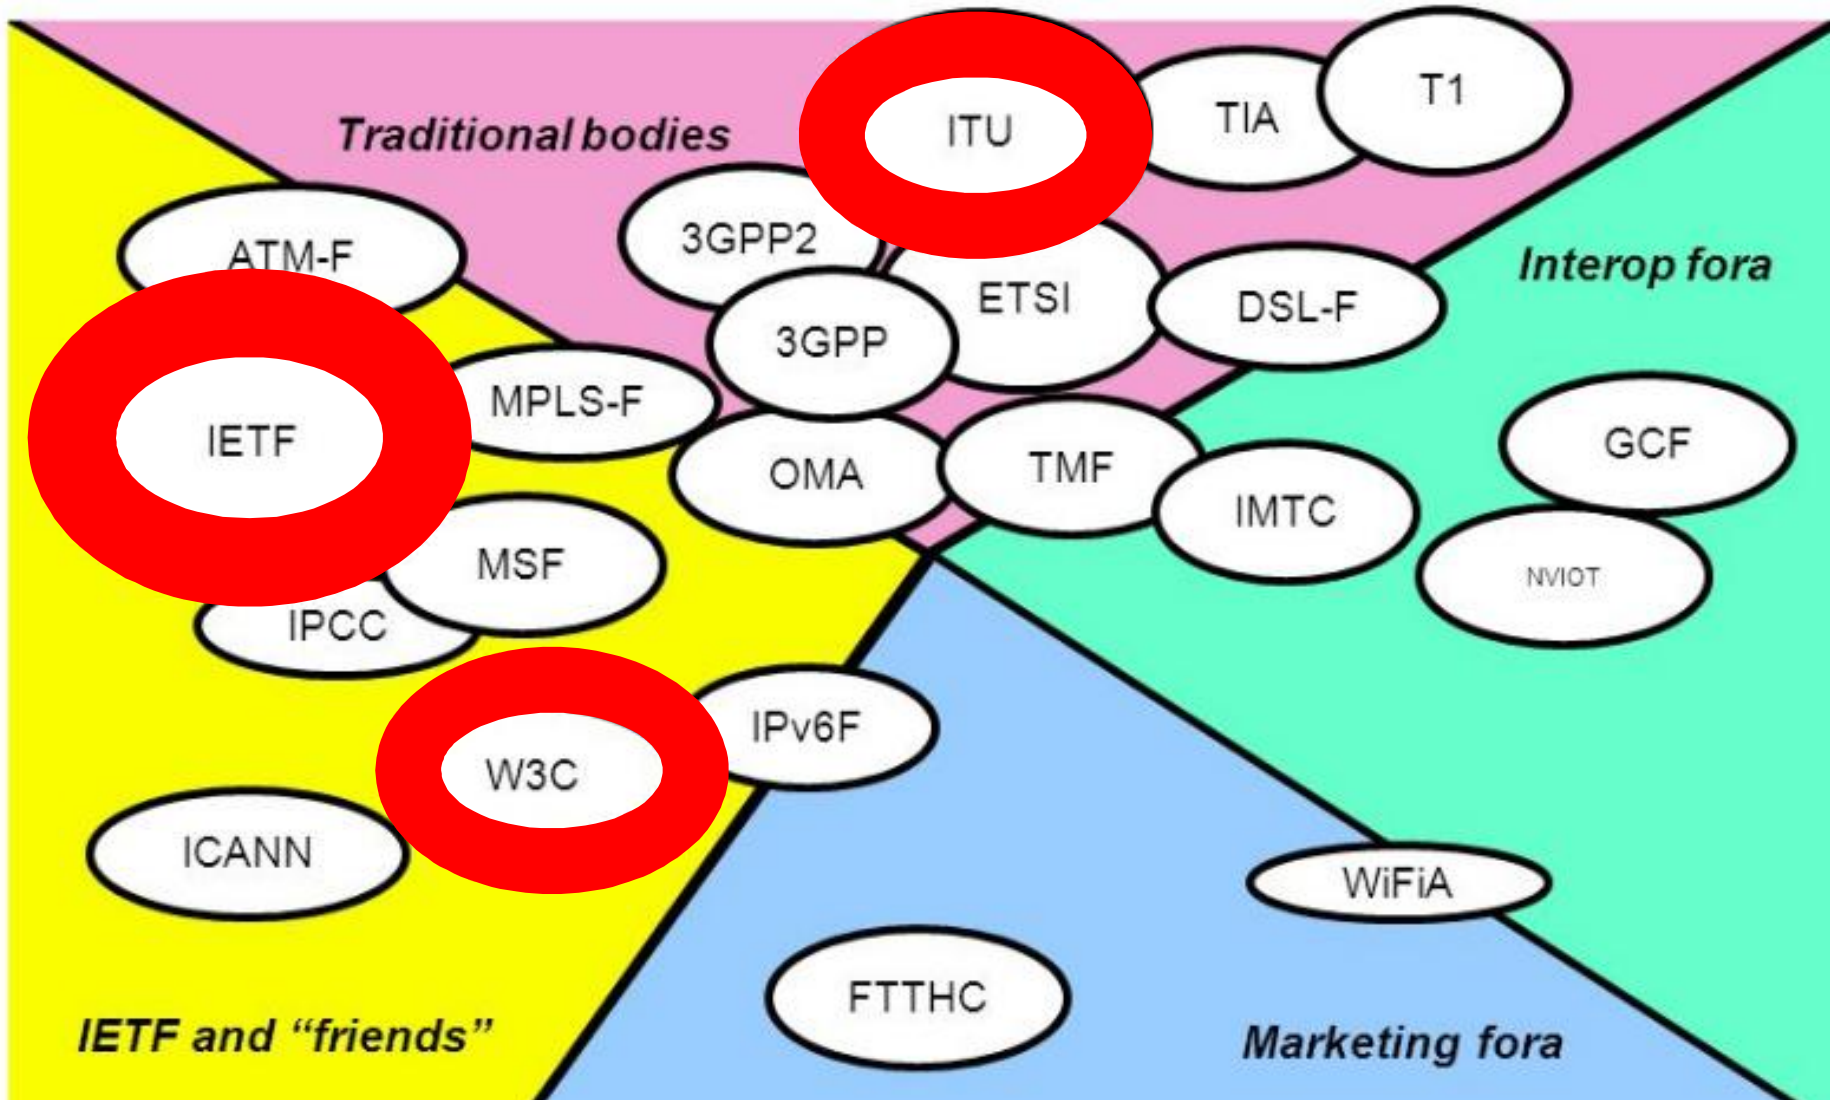 Traditional bodies
ITU
TIA
T1
ATM-F
3GPP2
ETSI
DSL-F
Interop fora
3GPP
IETF
MPLS-F
OMA
TMF
IMTC
GCF
NVIOT
MSF
IPCC
W3C
IPv6F
ICANN
WiFiA
FTTHC
IETF and “friends”
Marketing fora